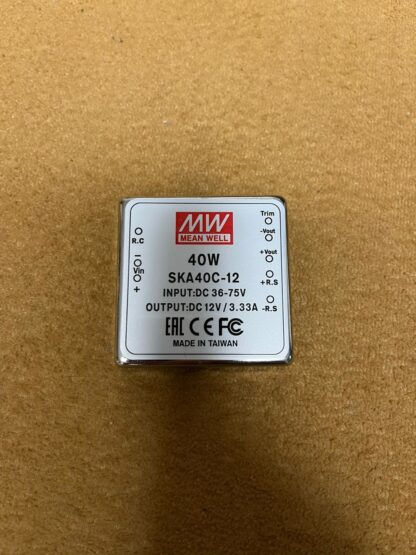 MW
MEAN WELL
40W
SKA40C-12
INPUT:DC 36-75V
OUTPUT:DC 12V / 3.33A
EAC CE FC
MADE IN TAIWAN
R.C
−
Vin
+
Trim
-Vout
+Vout
+R.S
-R.S